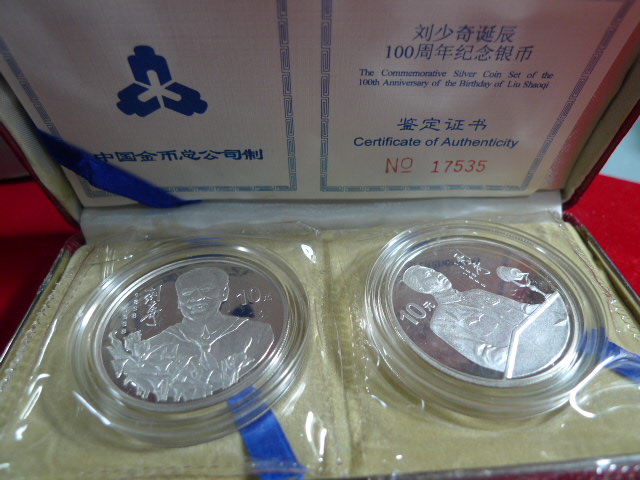 中国金币总公司制
刘少奇诞辰
100周年纪念银币
The Commemorative Silver Coin Set of the
100th Anniversary of the Birthday of Liu Shaoqi
鉴定证书
Certificate of Authenticity
No 17535
10元
10元